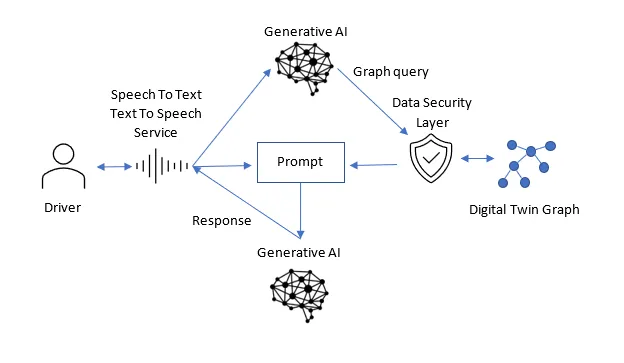 Generative AI
Graph query
Speech To Text
Text To Speech
Service
Data Security
Layer
Prompt
Driver
Digital Twin Graph
Response
Generative AI